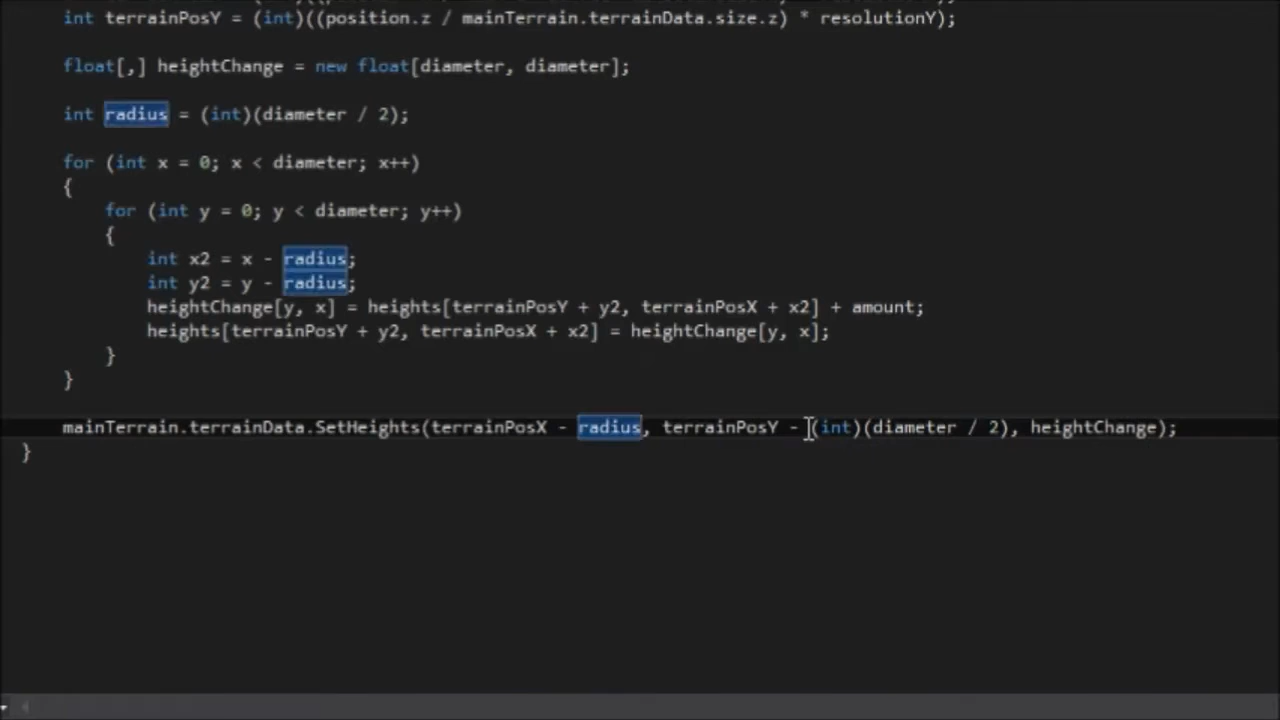 int terrainPosY = (int)((position.z / mainTerrain.terrainData.size.z) * resolutionY);
float[,] heightChange = new float[diameter, diameter];
int radius = (int)(diameter / 2);
for (int x = 0; x < diameter; x++)
{
for (int y = 0; y < diameter; y++)
{
int x2 = x - radius;
int y2 = y - radius;
heightChange[y, x] = heights[terrainPosY + y2, terrainPosX + x2] + amount;
heights[terrainPosY + y2, terrainPosX + x2] = heightChange[y, x];
}
}
mainTerrain.terrainData.SetHeights(terrainPosX - radius, terrainPosY - (int)(diameter / 2), heightChange);
}